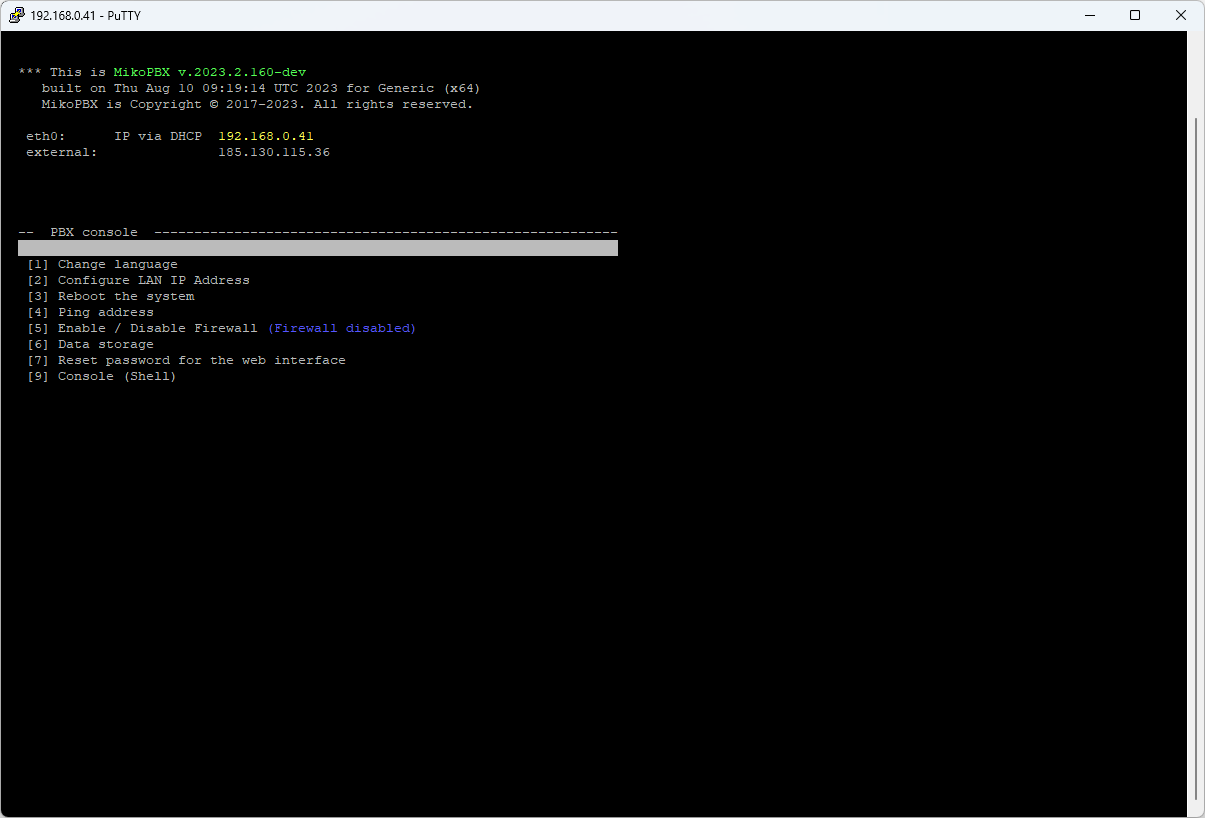 192.168.0.41 - PuTTY
*** This is MikoPBX v.2023.2.160-dev
built on Thu Aug 10 09:19:14 UTC 2023 for Generic (x64)
MikoPBX is Copyright © 2017-2023. All rights reserved.
eth0: IP via DHCP 192.168.0.41
external: 185.130.115.36
-- PBX console ----------------------------------------------------------
[1] Change language
[2] Configure LAN IP Address
[3] Reboot the system
[4] Ping address
[5] Enable / Disable Firewall (Firewall disabled)
[6] Data storage
[7] Reset password for the web interface
[9] Console (Shell)